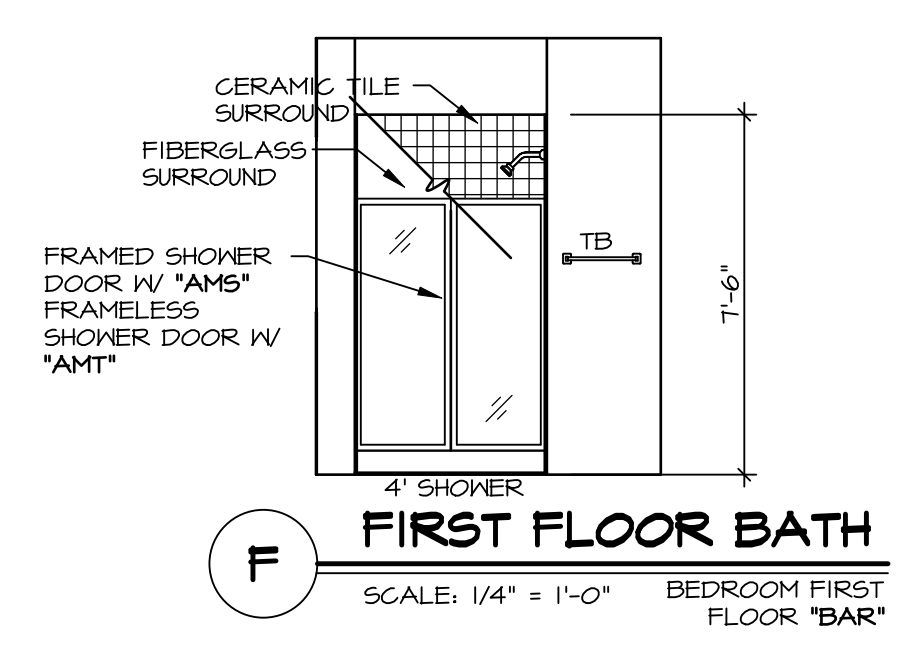 CERAMIC TILE
SURROUND
FIBERGLASS
SURROUND
TB
FRAMED SHOWER
DOOR W/ "AMS"
FRAMELESS
SHOWER DOOR W/
"AMT"
7'-6"
4' SHOWER
F
FIRST FLOOR BATH
SCALE: 1/4" = 1'-0"
BEDROOM FIRST
FLOOR "BAR"